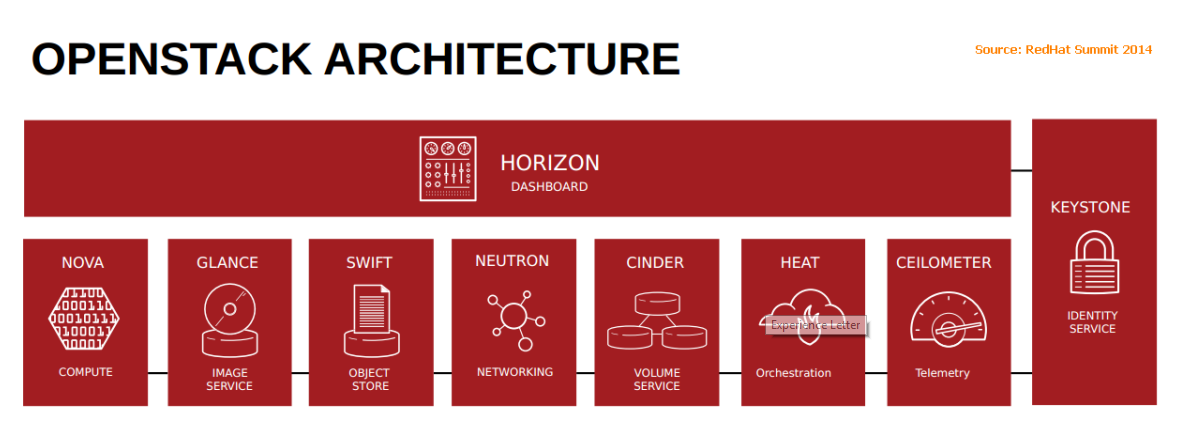 OPENSTACK ARCHITECTURE
Source: RedHat Summit 2014
HORIZON
DASHBOARD
KEYSTONE
IDENTITY
SERVICE
NOVA
COMPUTE
GLANCE
IMAGE
SERVICE
SWIFT
OBJECT
STORE
NEUTRON
NETWORKING
CINDER
VOLUME
SERVICE
HEAT
Experience Letter
Orchestration
CEILOMETER
Telemetry